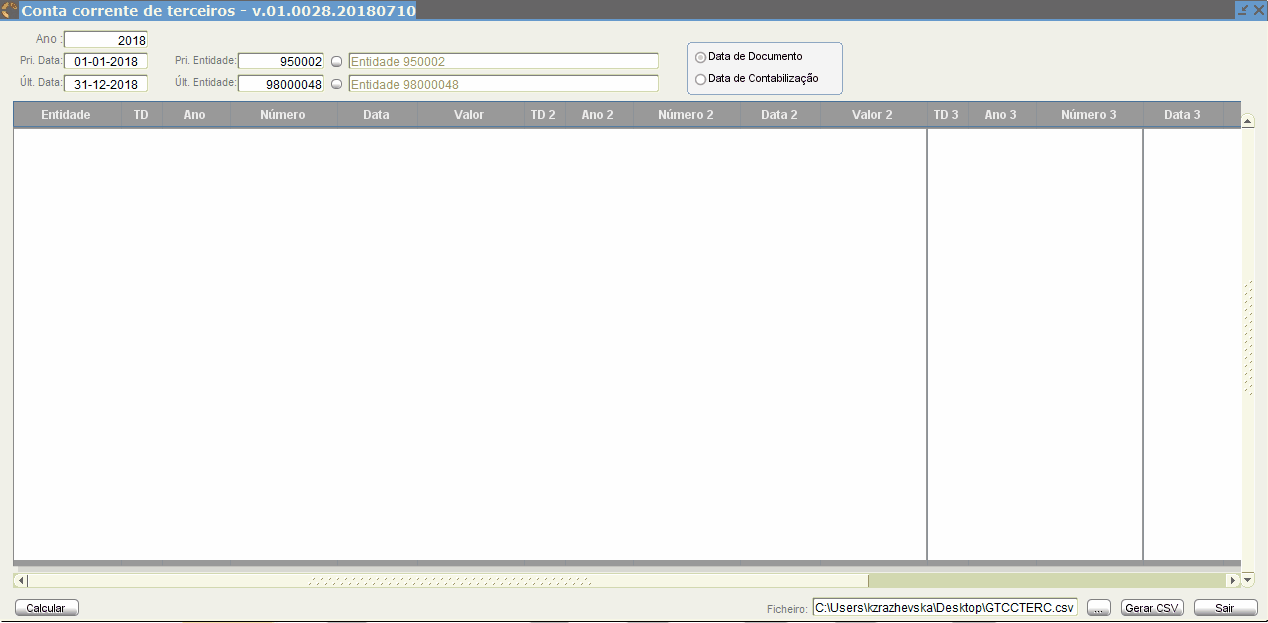 Conta corrente de terceiros - v.01.0028.20180710
Ano : 2018
Pri. Data: 01-01-2018 Pri. Entidade: 950002 Entidade 950002
Últ. Data: 31-12-2018 Últ. Entidade: 98000048 Entidade 98000048
Data de Documento
Data de Contabilização
Entidade TD Ano Número Data Valor TD 2 Ano 2 Número 2 Data 2 Valor 2 TD 3 Ano 3 Número 3 Data 3
Calcular Ficheiro: C:\Users\kzrazhevska\Desktop\GTCCTERC.csv ... Gerar CSV Sair